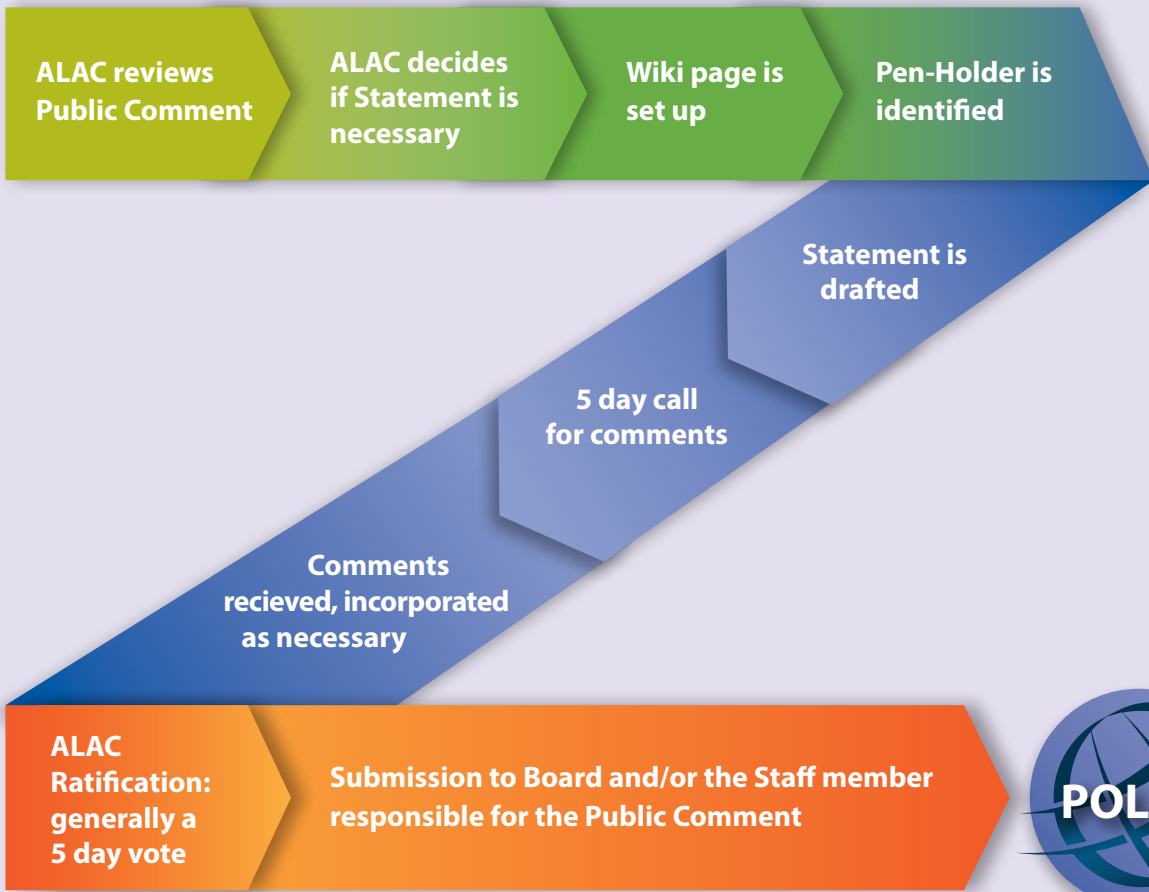 ALAC reviews
Public Comment
ALAC decides
if Statement is
necessary
Wiki page is
set up
Pen-Holder is
identified
Statement is
drafted
5 day call
for comments
Comments
recieved, incorporated
as necessary
ALAC
Ratification:
generally a
5 day vote
Submission to Board and/or the Staff member
responsible for the Public Comment
POL